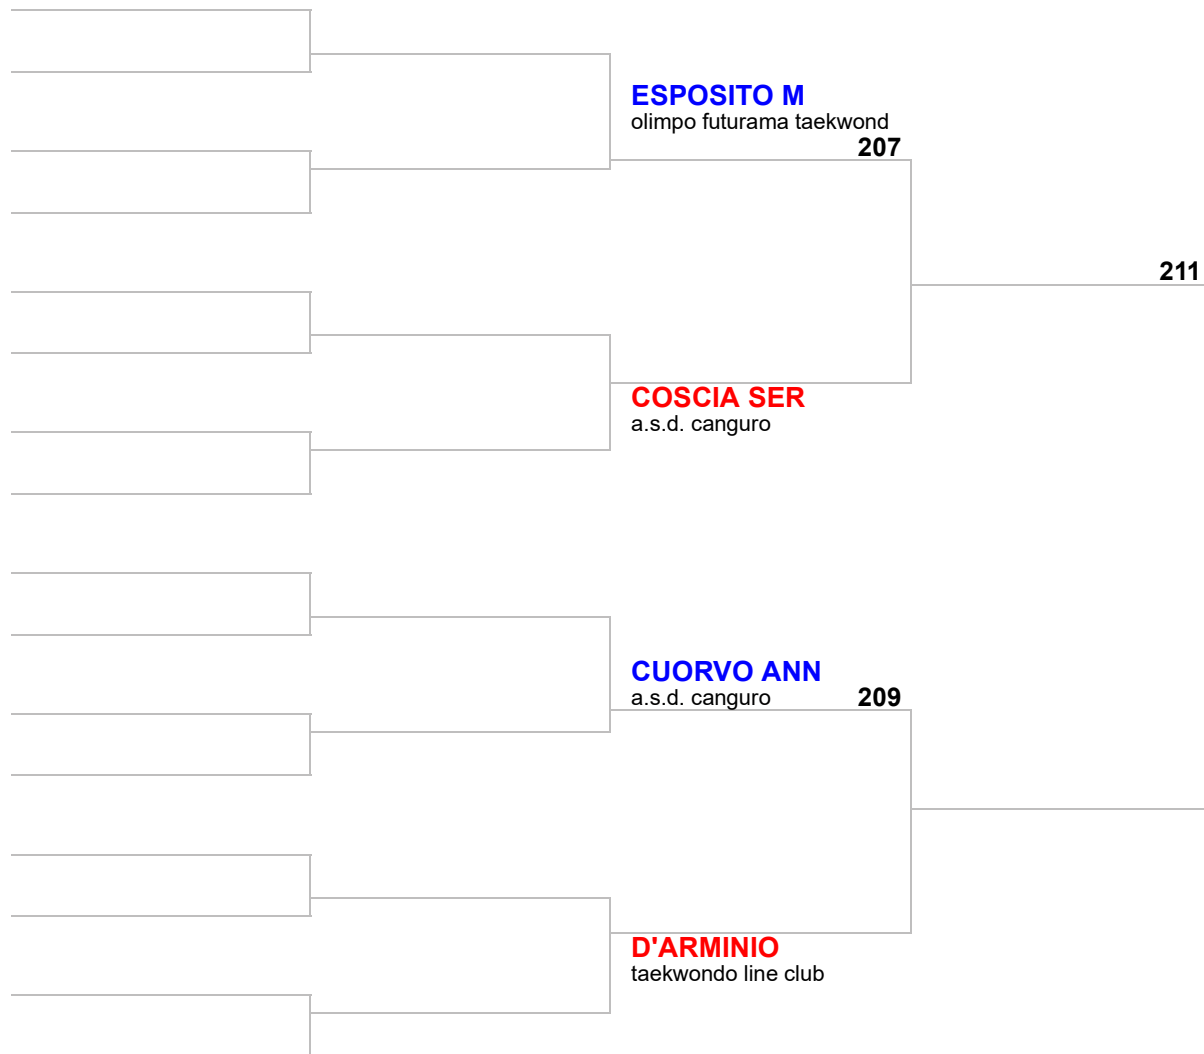 ESPOSITO M
olimpo futurama taekwond
207
211
COSCIA SER
a.s.d. canguro
CUORVO ANN
a.s.d. canguro
209
D'ARMINIO
taekwondo line club